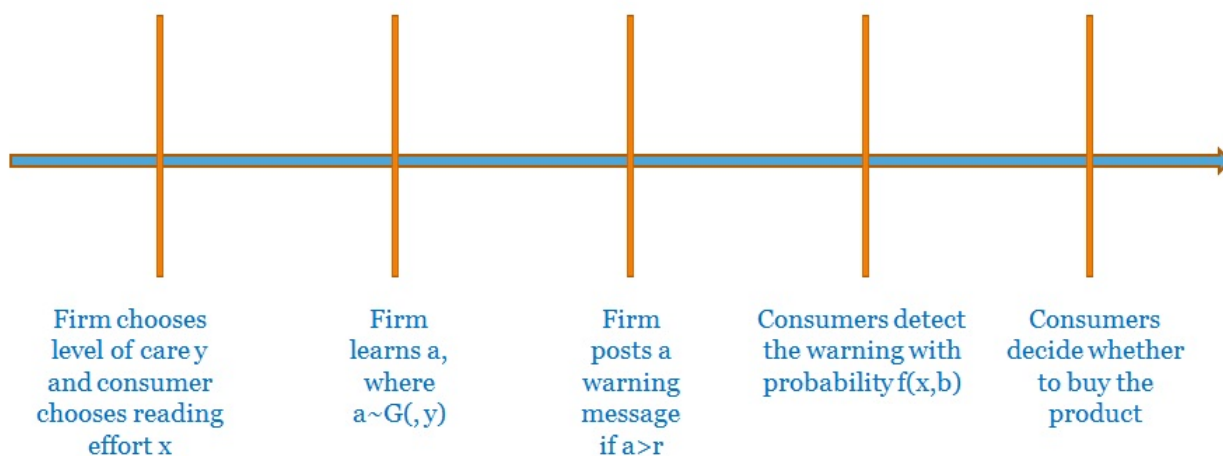 Firm chooses
level of care y
and consumer
chooses reading
effort x
Firm
learns a,
where
a~G(, y)
Firm
posts a
warning
message
if a>r
Consumers detect
the warning with
probability f(x,b)
Consumers
decide whether
to buy the
product